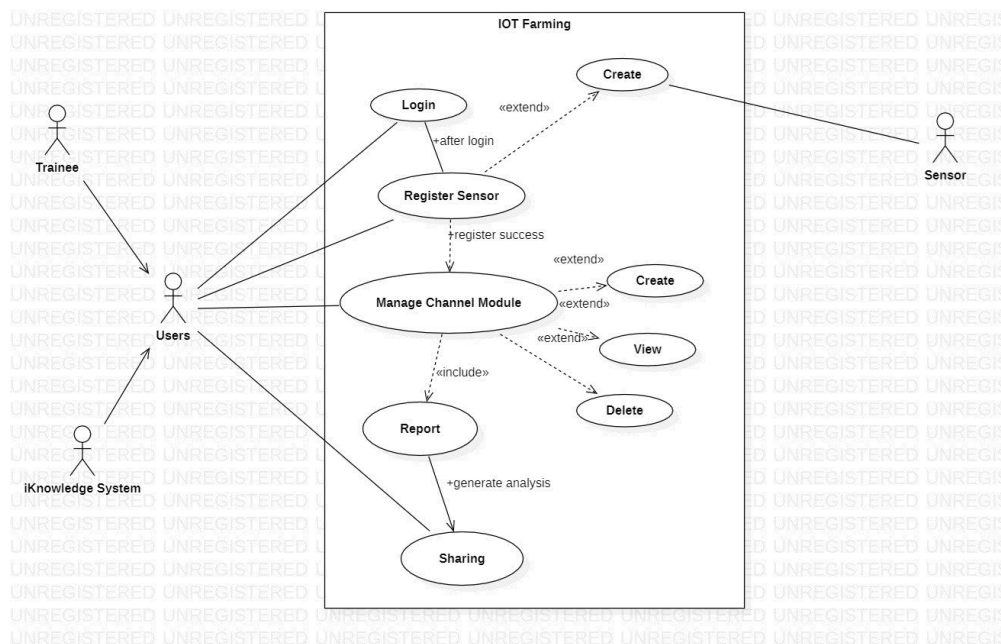 IOT Farming
Create
Login
«extend»
+after login
Trainee
Sensor
Register Sensor
+register success
«extend»
Create
Manage Channel Module
«extend»
Users
«extend»
View
«include»
Delete
Report
iKnowledge System
+generate analysis
Sharing